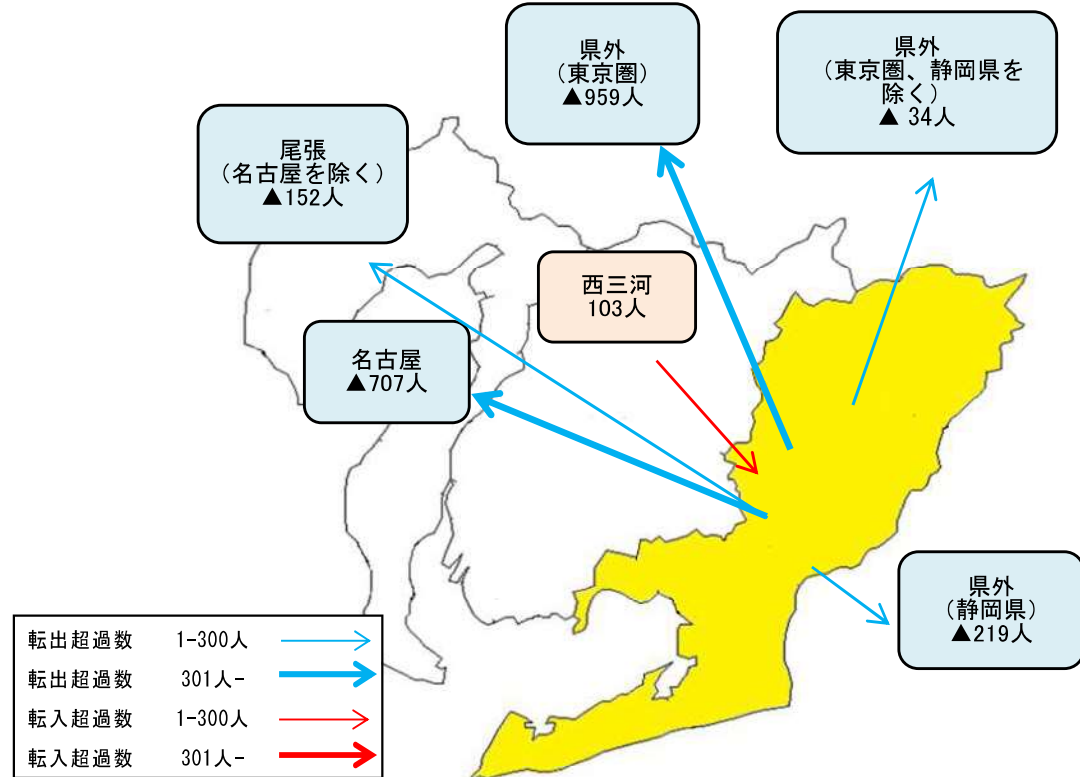 県外
(東京圏)
▲959人
県外
(東京圏、静岡県を
除く)
▲ 34人
尾張
(名古屋を除く)
▲152人
西三河
103人
名古屋
▲707人
県外
(静岡県)
▲219人
転出超過数 1-300人
転出超過数 301人-
転入超過数 1-300人
転入超過数 301人-